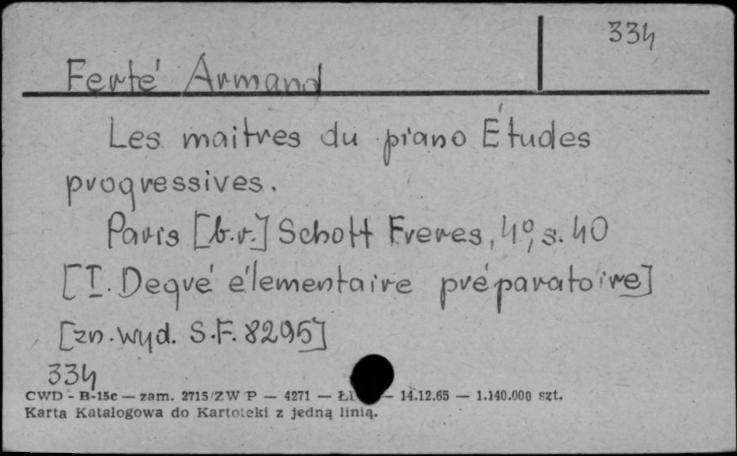 334
Ferté Armand
Les maitres du piano Études
progressives.
Paris [b.r.] Schott Freres, 4°, s. 40
[I. Degré élementaire préparatoire]
[zn. wyd. S.F. 8295]
334
CWD - B-15c — zam. 2715/ZW P — 4271 — — 14.12.65 — 1.140.000 szt.
Karta Katalogowa do Kartoteki z jedną linią.